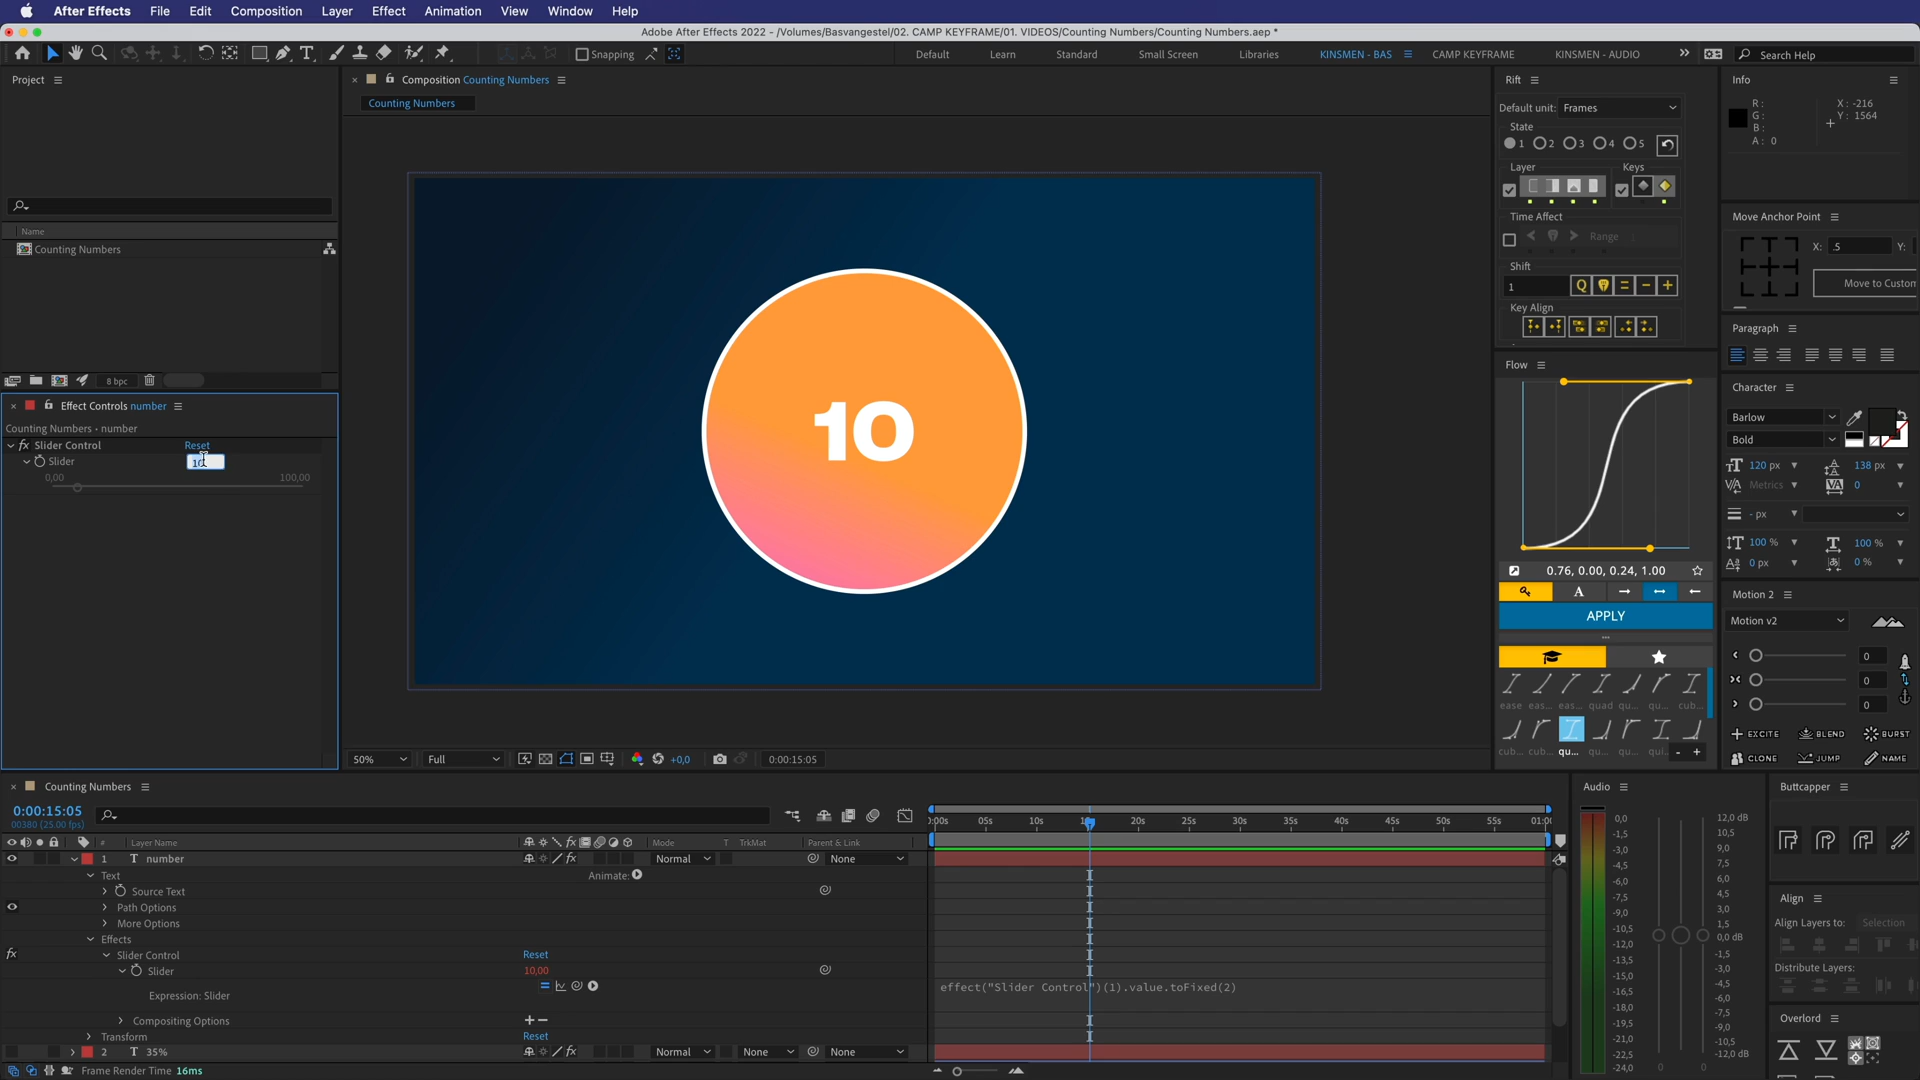 After Effects File Edit Composition Layer Effect Animation View Window Help
Adobe After Effects 2022 - /Volumes/Basvangestel/02. CAMP KEYFRAME/01. VIDEOS/Counting Numbers/Counting Numbers.aep *
Snapping Default Learn Standard Small Screen Libraries KINSMEN - BAS CAMP KEYFRAME KINSMEN - AUDIO Search Help
Project
Name
Counting Numbers
8 bpc
Effect Controls number
Counting Numbers • number
fx Slider Control Reset
Slider 10
0,00 100,00
Composition Counting Numbers
Counting Numbers
10
50% Full +0,0 0:00:15:05
Rift
Default unit: Frames
State
1 2 3 4 5
Layer Keys
Time Affect
Range
Shift
1 Q
Key Align
Flow
0.76, 0.00, 0.24, 1.00
A
APPLY
ease eas... eas... quad qu... qu... cub...
cub... cub... qu... qu... qu... qui...
Info
R: X: -216
G: Y: 1564
B:
A: 0
Move Anchor Point
X: .5 Y:
Move to Custom
Paragraph
Character
Barlow
Bold
120 px 138 px
Metrics 0
- px
100 % 100 %
0 px 0 %
Motion 2
Motion v2
0
0
0
EXCITE BLEND BURST
CLONE JUMP NAME
Counting Numbers
0:00:15:05
00380 (25.00 fps)
:00s 05s 10s 20s 25s 30s 35s 40s 45s 50s 55s 01:0
# Layer Name Mode T TrkMat Parent & Link
1 T number Normal None
Text Animate:
Source Text
Path Options
More Options
Effects
fx Slider Control Reset
Slider 10,00
Expression: Slider effect("Slider Control")(1).value.toFixed(2)
Compositing Options
Transform Reset
2 T 35% Normal None None
Frame Render Time 16ms
Audio
0,0
-1,5
-3,0
-4,5
-6,0
-7,5
-9,0
-10,5
-12,0
-13,5
-15,0
-16,5
-18,0
-19,5
-21,0
-22,5
-24,0
12,0 dB
10,5
9,0
7,5
6,0
4,5
3,0
1,5
0,0 dB
-1,5
-3,0
-4,5
-6,0
-7,5
-9,0
-10,5
-12,0 dB
0 0
Buttcapper
Align
Align Layers to: Selection
Distribute Layers:
Overlord